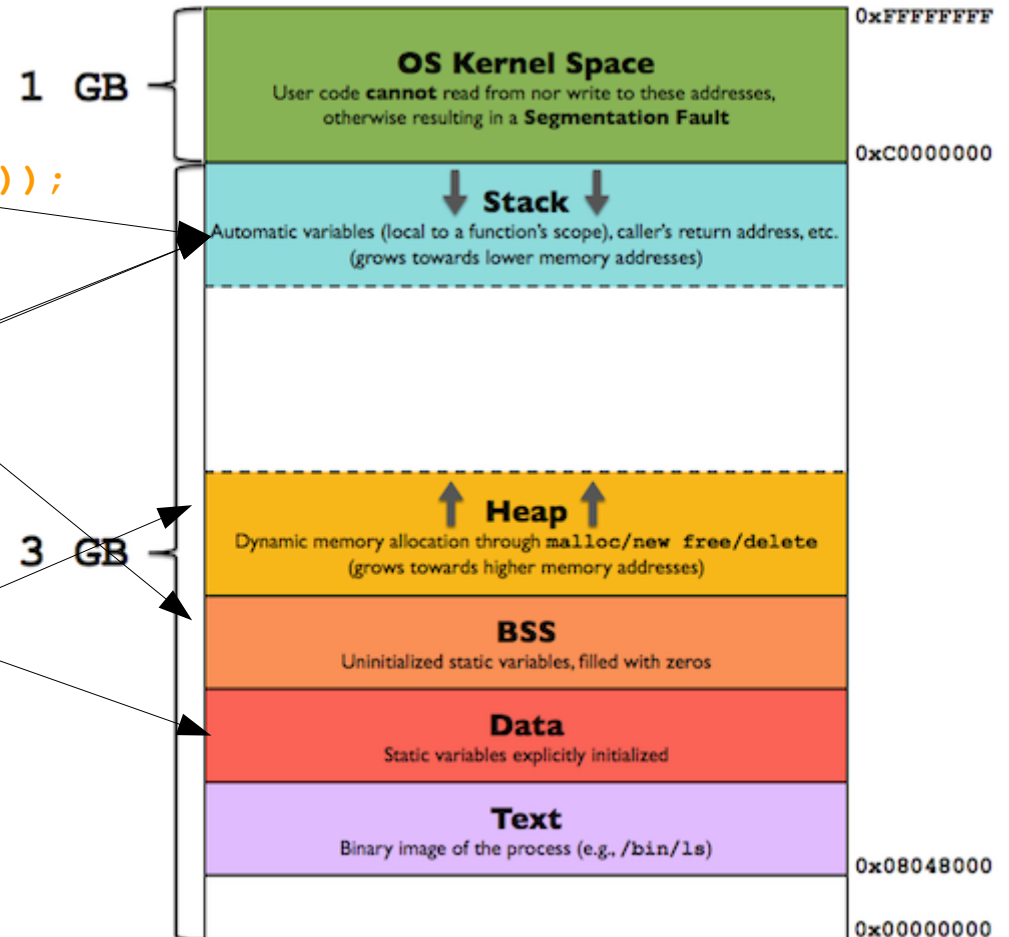 0xFFFFFFFF
OS Kernel Space
1 GB
User code cannot read from nor write to these addresses,
otherwise resulting in a Segmentation Fault
0xC0000000
));
Stack
Automatic variables (local to a function's scope), caller's return address, etc.
(grows towards lower memory addresses)
Heap
3 GB
Dynamic memory allocation through malloc/new free/delete
(grows towards higher memory addresses)
BSS
Uninitialized static variables, filled with zeros
Data
Static variables explicitly initialized
Text
Binary image of the process (e.g., /bin/ls)
0x08048000
0x00000000